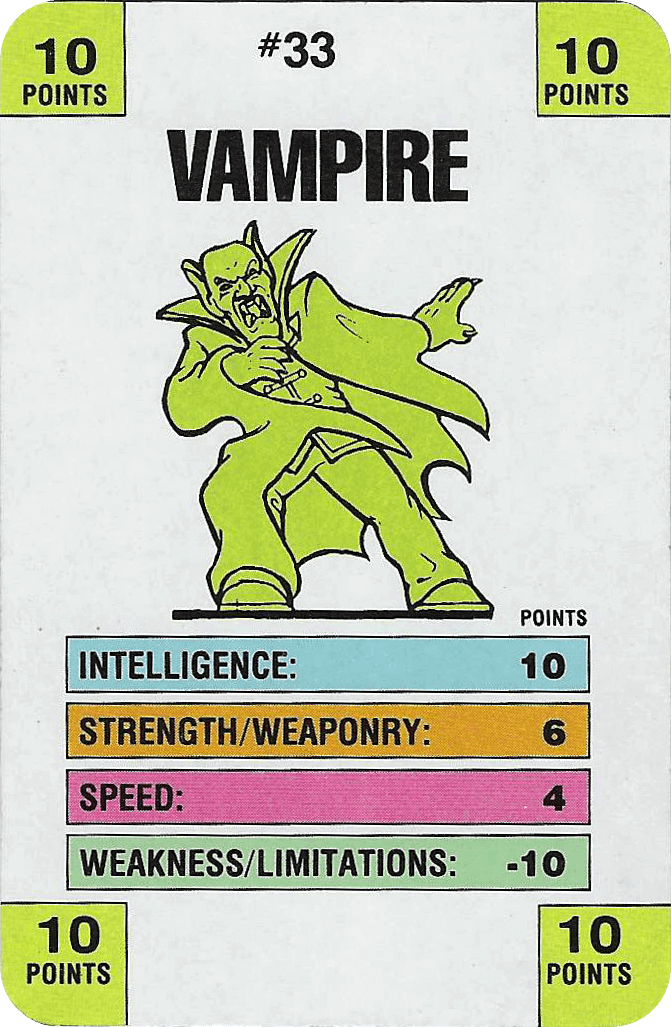 10
POINTS
#33
10
POINTS
VAMPIRE
POINTS
INTELLIGENCE: 10
STRENGTH/WEAPONRY: 6
SPEED: 4
WEAKNESS/LIMITATIONS: -10
10
POINTS
10
POINTS